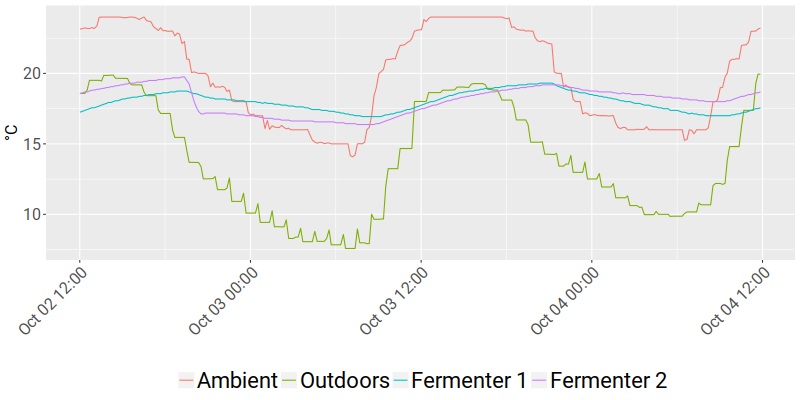 °C
20
15
10
Oct 02 12:00
Oct 03 00:00
Oct 03 12:00
Oct 04 00:00
Oct 04 12:00
Ambient Outdoors Fermenter 1 Fermenter 2